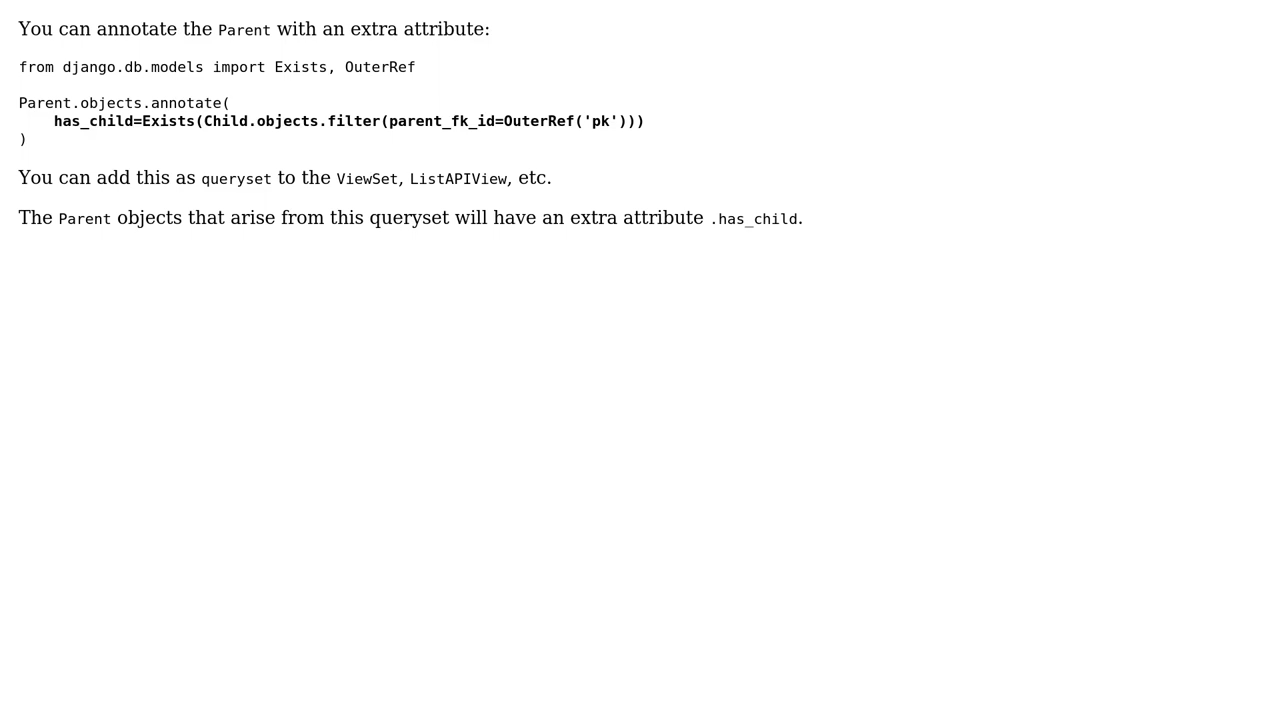 You can annotate the Parent with an extra attribute:
from django.db.models import Exists, OuterRef
Parent.objects.annotate(
    has_child=Exists(Child.objects.filter(parent_fk_id=OuterRef('pk')))
)
You can add this as queryset to the ViewSet, ListAPIView, etc.
The Parent objects that arise from this queryset will have an extra attribute .has_child.